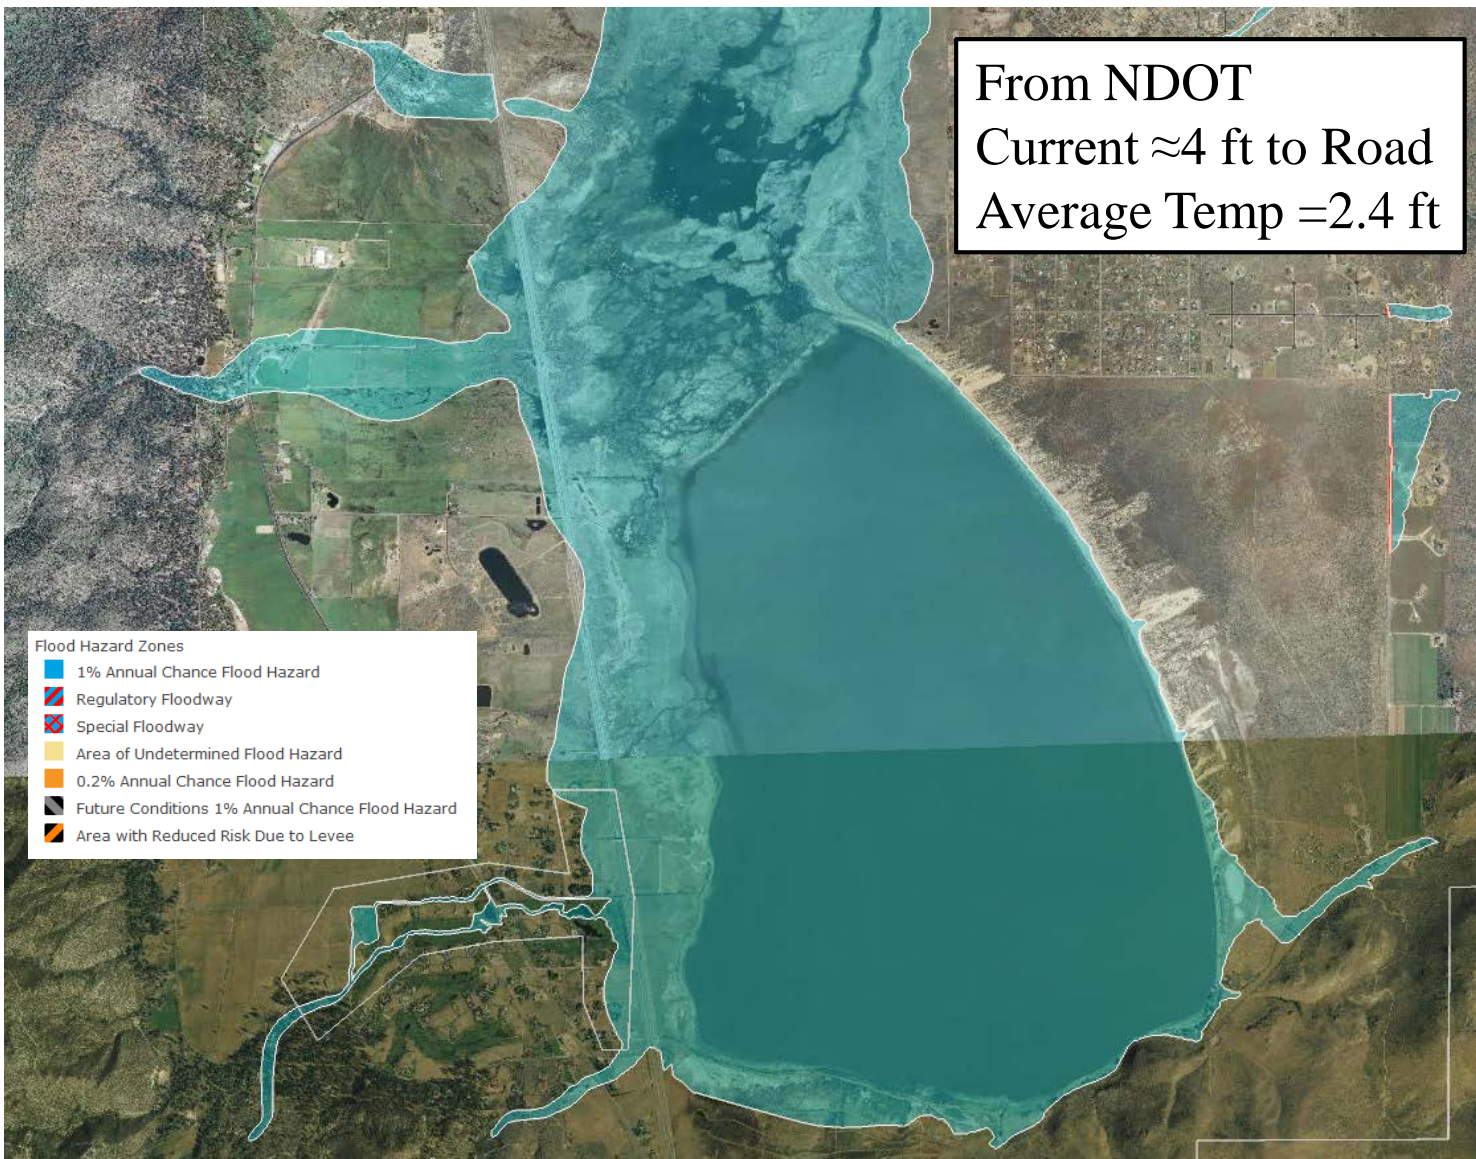 From NDOT
Current ≈4 ft to Road
Average Temp =2.4 ft
Flood Hazard Zones
1% Annual Chance Flood Hazard
Regulatory Floodway
Special Floodway
Area of Undetermined Flood Hazard
0.2% Annual Chance Flood Hazard
Future Conditions 1% Annual Chance Flood Hazard
Area with Reduced Risk Due to Levee